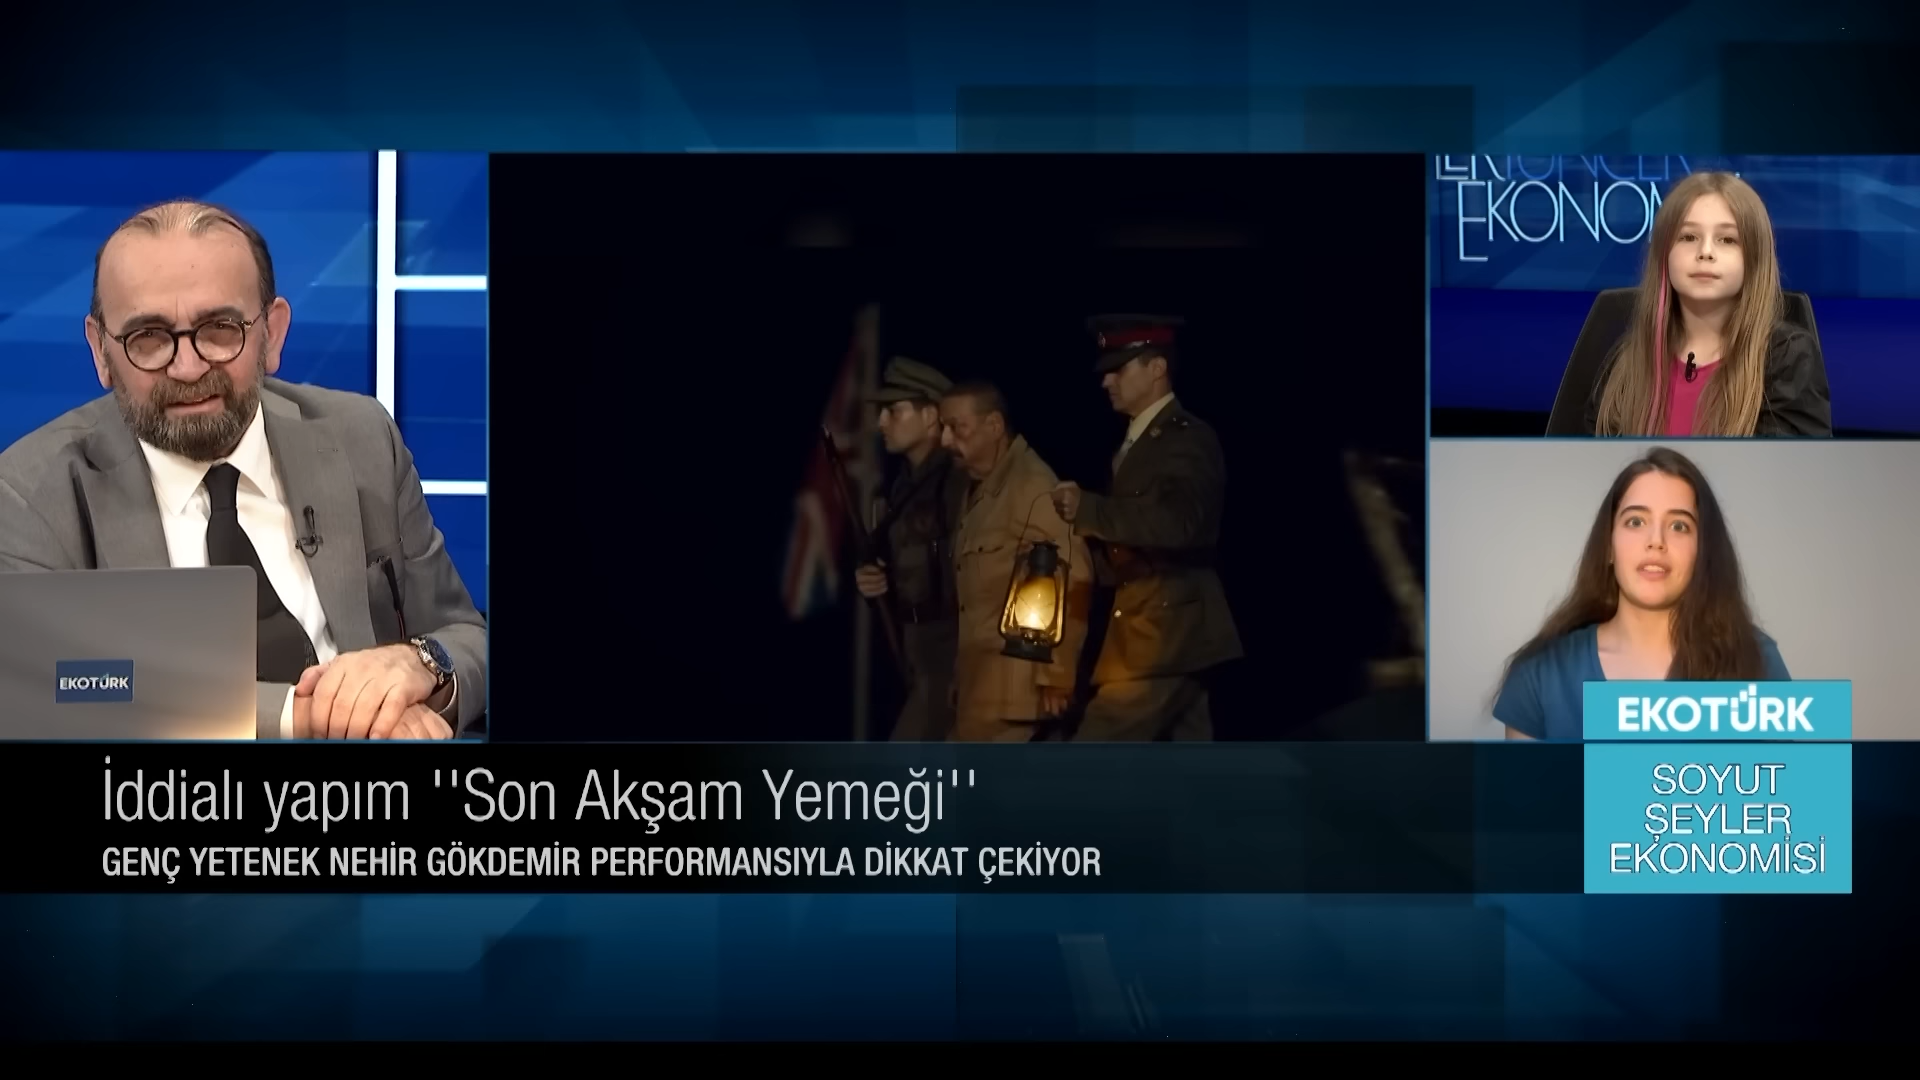 EKONOM
EKOTÜRK
EKOTÜRK
İddialı yapım ''Son Akşam Yemeği''
GENÇ YETENEK NEHİR GÖKDEMİR PERFORMANSIYLA DİKKAT ÇEKİYOR
SOYUT
ŞEYLER
EKONOMİSİ